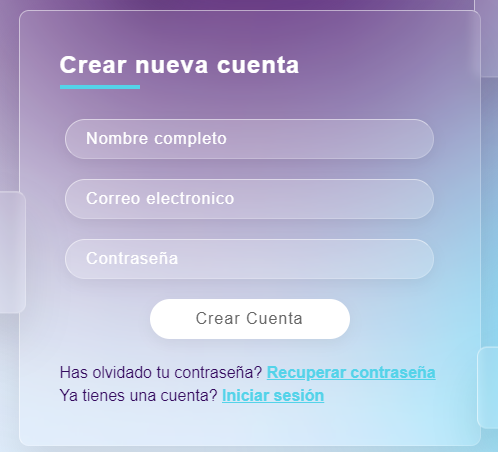 Crear nueva cuenta
Nombre completo
Correo electronico
Contraseña
Crear Cuenta
Has olvidado tu contraseña? Recuperar contraseña
Ya tienes una cuenta? Iniciar sesión